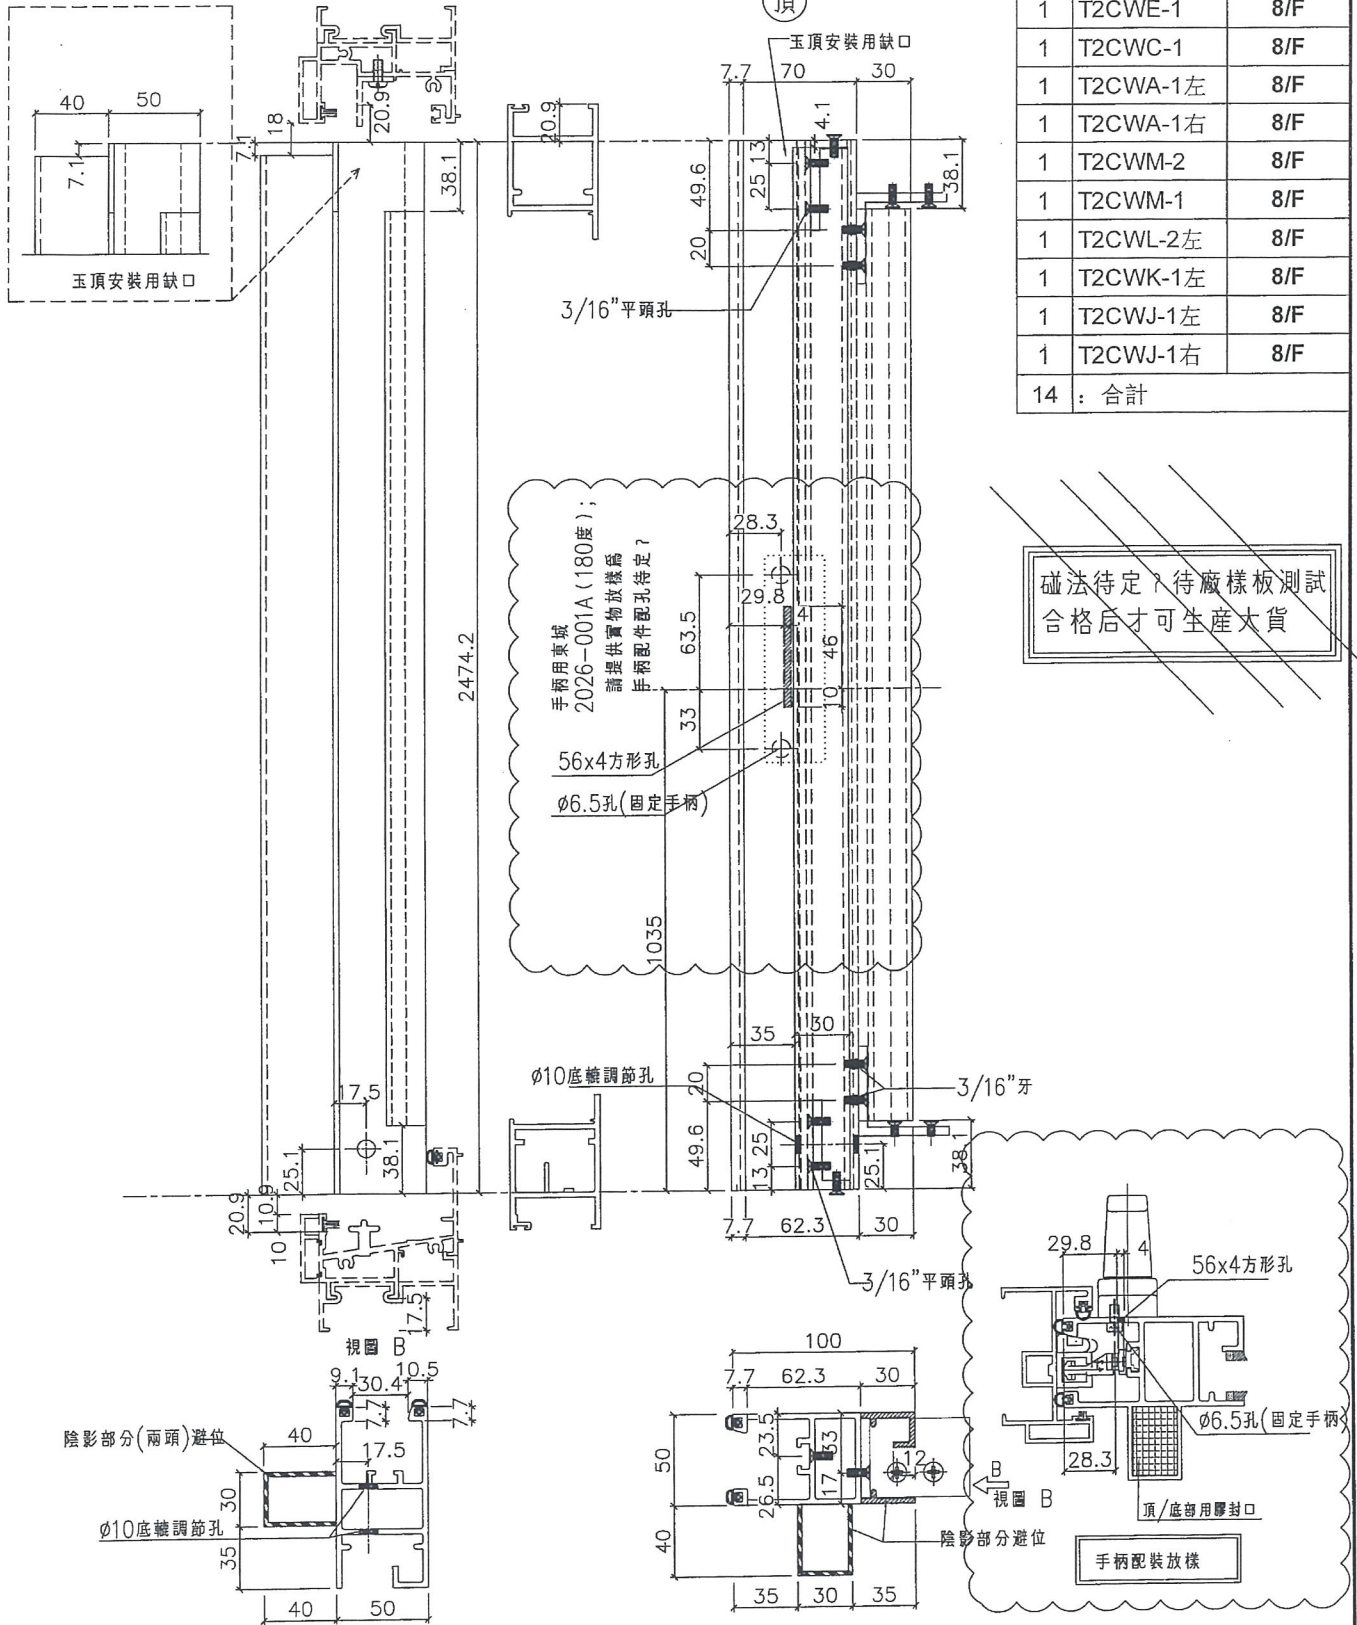 頂
玉頂安裝用缺口
1 T2CWE-1 8/F
1 T2CWC-1 8/F
1 T2CWA-1左 8/F
1 T2CWA-1右 8/F
1 T2CWM-2 8/F
1 T2CWM-1 8/F
1 T2CWL-2左 8/F
1 T2CWK-1左 8/F
1 T2CWJ-1左 8/F
1 T2CWJ-1右 8/F
14 : 合計
40 50
7.1
玉頂安裝用缺口
18
7.1
20.9
38.1
20.9
7.7 70 30
4.1
13
25
49.6
20
38.1
3/16"平頭孔
2474.2
手柄用東城
2026-001A(180度);
請提供實物放樣爲
手柄配件配孔待定?
28.3
29.8
4
63.5
46
10
33
56x4方形孔
ø6.5孔(固定手柄)
1035
碰法待定?待廠樣板測試
合格后才可生産大貨
35 30
ø10底轆調節孔
20
49.6
25
13
25.1
38.1
3/16"牙
7.7 62.3 30
3/16"平頭孔
17.5
25.1
38.1
20.9
10.9
10
17.5
視圖 B
9.1 30.4 10.5
7.7
7.7
陰影部分(兩頭)避位
40
17.5
30
ø10底轆調節孔
35
40 50
100
7.7 62.3 30
50
23.5
26.5
33
17
12
40
B
視圖 B
陰影部分避位
35 30 35
29.8 4
56x4方形孔
ø6.5孔(固定手柄)
28.3
頂/底部用膠封口
手柄配裝放樣